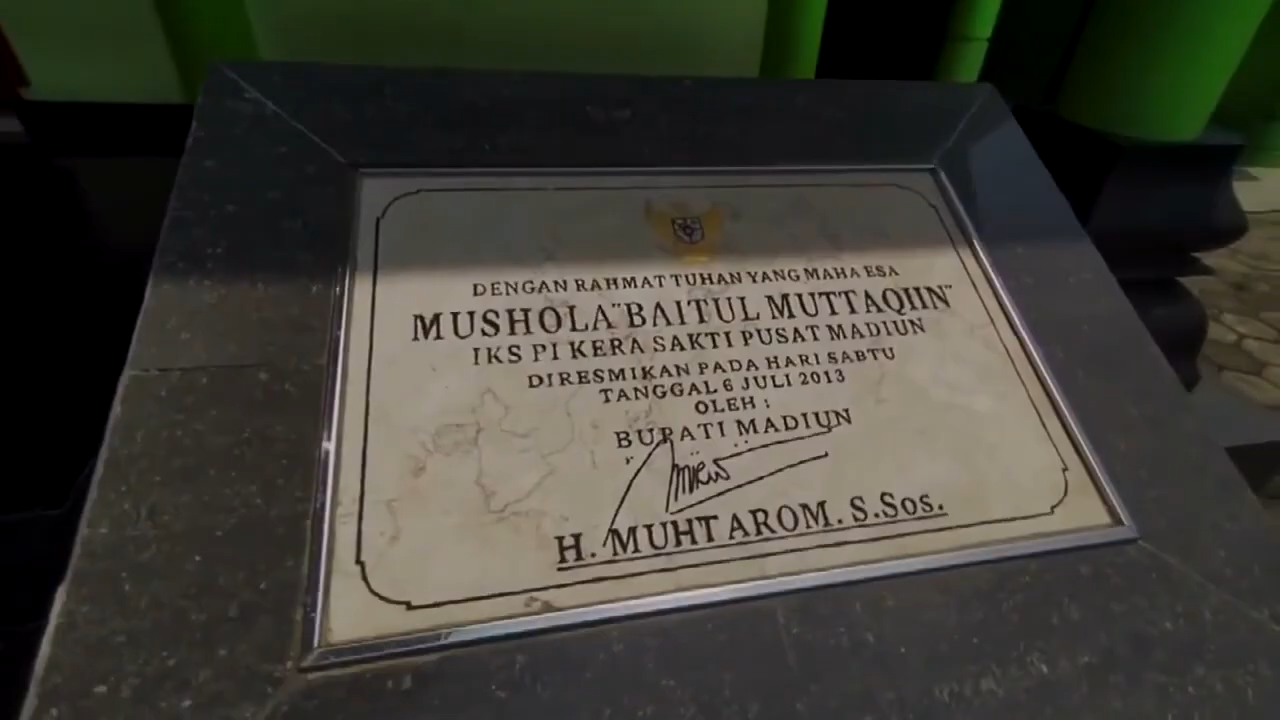 DENGAN RAHMAT TUHAN YANG MAHA ESA
MUSHOLA "BAITUL MUTTAQIIN"
IKS PI KERA SAKTI PUSAT MADIUN
DIRESMIKAN PADA HARI SABTU
TANGGAL 6 JULI 2013
OLEH :
BUPATI MADIUN
H. MUHTAROM. S.Sos.